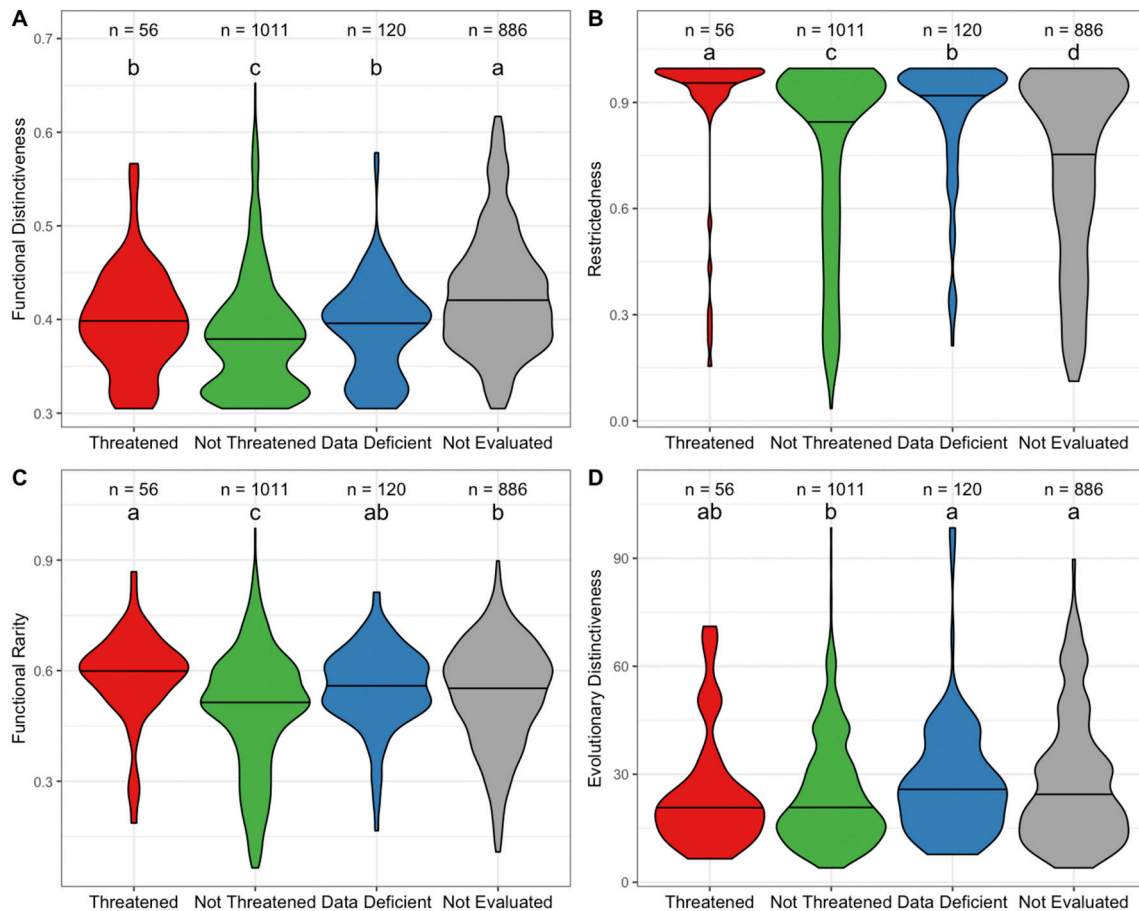 A
n = 56 n = 1011 n = 120 n = 886
b c b a
0.7
0.6
0.5
0.4
0.3
Functional Distinctiveness
Threatened Not Threatened Data Deficient Not Evaluated
B
n = 56 n = 1011 n = 120 n = 886
a c b d
0.9
0.6
0.3
0.0
Restrictedness
Threatened Not Threatened Data Deficient Not Evaluated
C
n = 56 n = 1011 n = 120 n = 886
a c ab b
0.9
0.6
0.3
Functional Rarity
Threatened Not Threatened Data Deficient Not Evaluated
D
n = 56 n = 1011 n = 120 n = 886
ab b a a
90
60
30
0
Evolutionary Distinctiveness
Threatened Not Threatened Data Deficient Not Evaluated